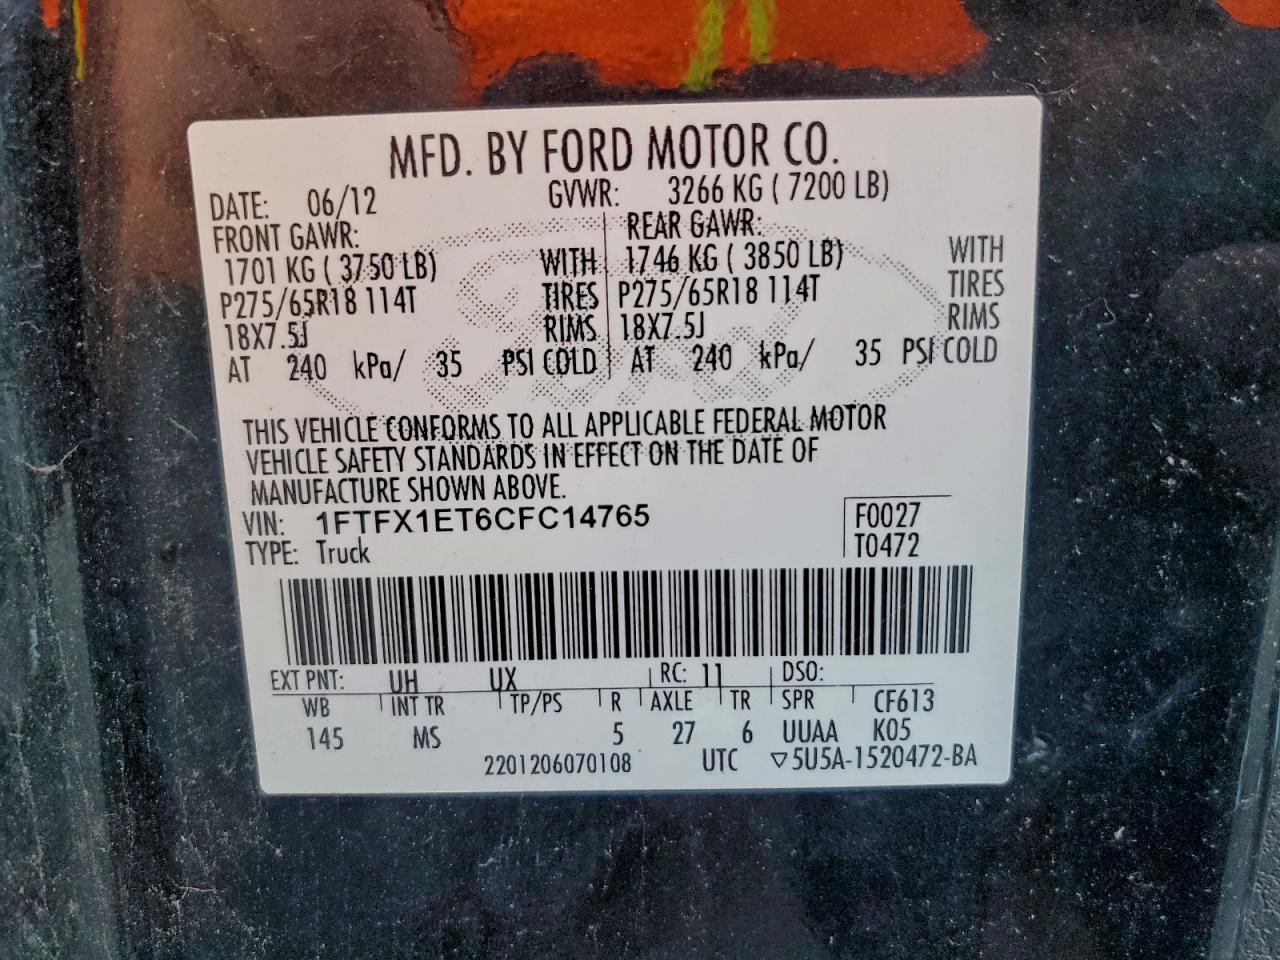 MFD. BY FORD MOTOR CO.
DATE: 06/12 GVWR: 3266 KG ( 7200 LB)
FRONT GAWR: REAR GAWR:
1701 KG ( 3750 LB) WITH 1746 KG ( 3850 LB) WITH
P275/65R18 114T TIRES P275/65R18 114T TIRES
18X7.5J RIMS 18X7.5J RIMS
AT 240 kPa/ 35 PSI COLD AT 240 kPa/ 35 PSI COLD
THIS VEHICLE CONFORMS TO ALL APPLICABLE FEDERAL MOTOR
VEHICLE SAFETY STANDARDS IN EFFECT ON THE DATE OF
MANUFACTURE SHOWN ABOVE.
VIN: 1FTFX1ET6CFC14765 F0027
TYPE: Truck T0472
EXT PNT: UH UX RC: 11 DSO:
WB INT TR TP/PS R AXLE TR SPR CF613
145 MS 5 27 6 UUAA K05
2201206070108 UTC ▽5U5A-1520472-BA
Ford